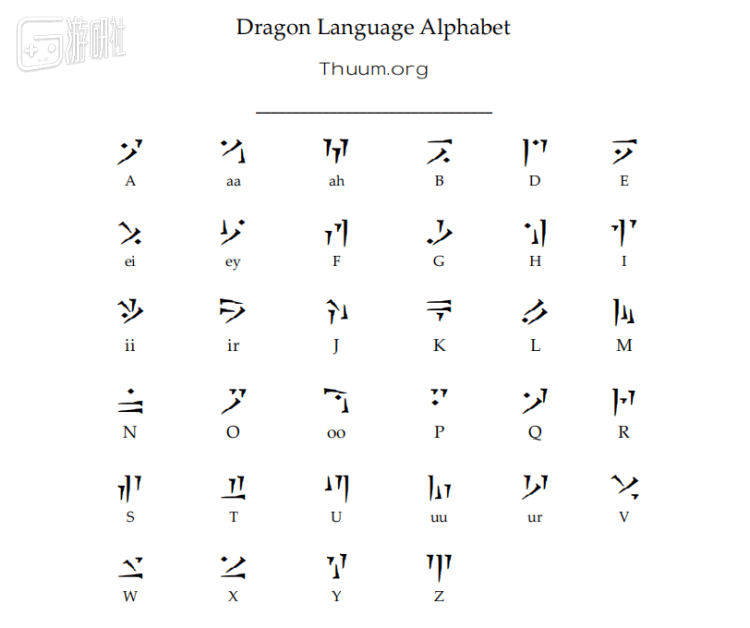 游研社
Dragon Language Alphabet
Thuum.org
A aa ah B D E
ei ey F G H I
ii ir J K L M
N O oo P Q R
S T U uu ur V
W X Y Z